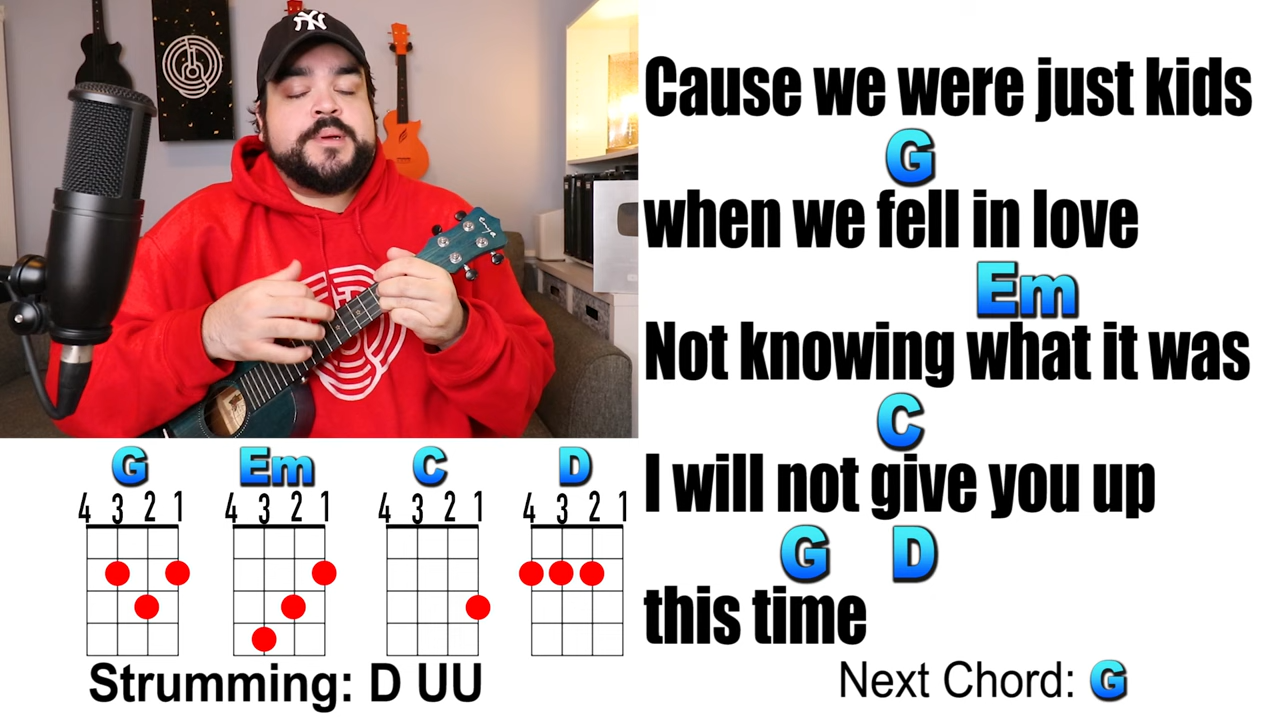 NY
enya
Cause we were just kids
G
when we fell in love
Em
Not knowing what it was
C
I will not give you up
G D
this time
Next Chord: G
G Em C D
4 3 2 1 4 3 2 1 4 3 2 1 4 3 2 1
Strumming: D UU